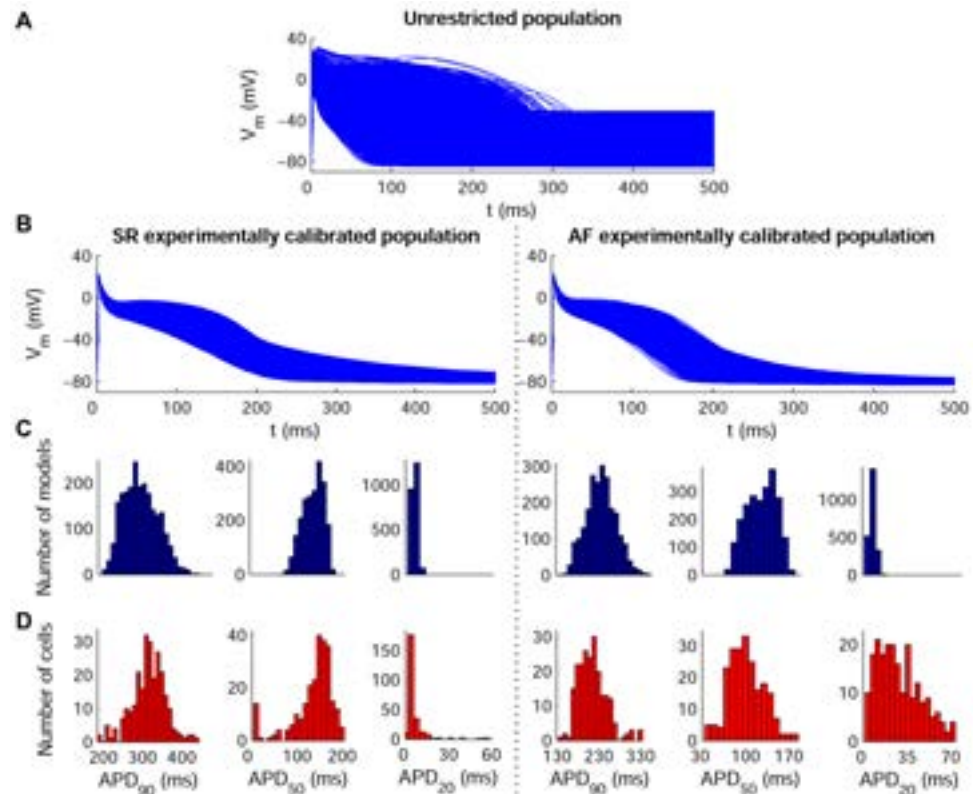 A
Unrestricted population
40
0
−40
−80
V_m (mV)
0 100 200 300 400 500
t (ms)
B
SR experimentally calibrated population
AF experimentally calibrated population
40
0
−40
−80
V_m (mV)
0 100 200 300 400 500
0 100 200 300 400 500
t (ms)
t (ms)
C
Number of models
200
100
0
400
200
0
1000
500
0
300
200
100
0
300
200
100
0
1000
500
0
D
Number of cells
30
20
10
0
40
20
0
150
100
50
0
30
20
10
0
30
20
10
0
20
10
0
200 300 400
0 100 200
0 30 60
130 230 330
30 100 170
0 35 70
APD90 (ms)
APD50 (ms)
APD20 (ms)
APD90 (ms)
APD50 (ms)
APD20 (ms)